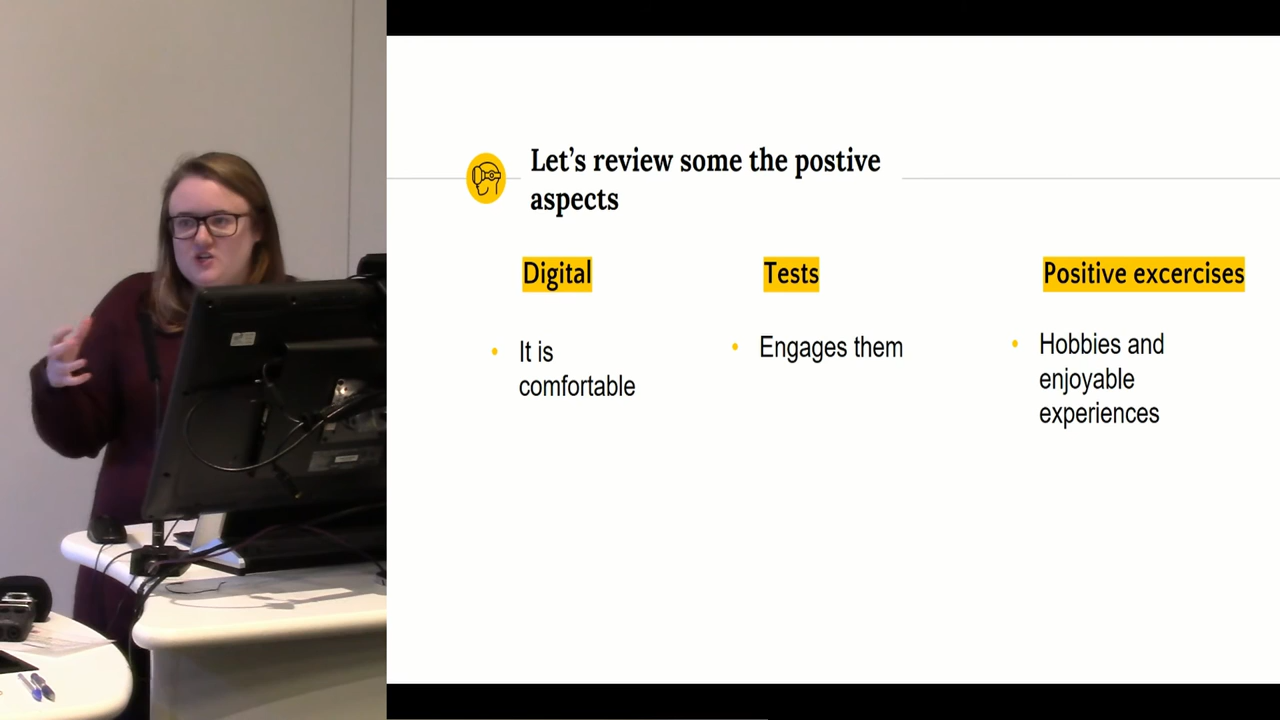 Let's review some the postive
aspects
Digital
Tests
Positive excercises
It is
comfortable
Engages them
Hobbies and
enjoyable
experiences